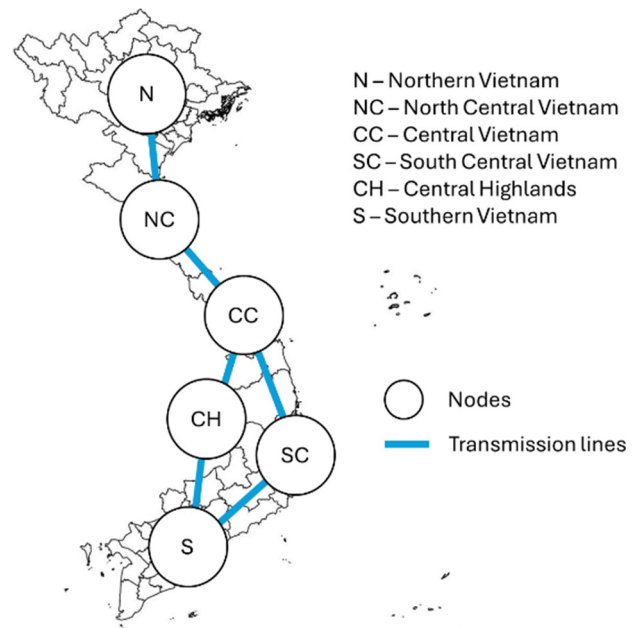 N
N – Northern Vietnam
NC – North Central Vietnam
CC – Central Vietnam
SC – South Central Vietnam
CH – Central Highlands
S – Southern Vietnam
NC
CC
Nodes
CH
Transmission lines
SC
S